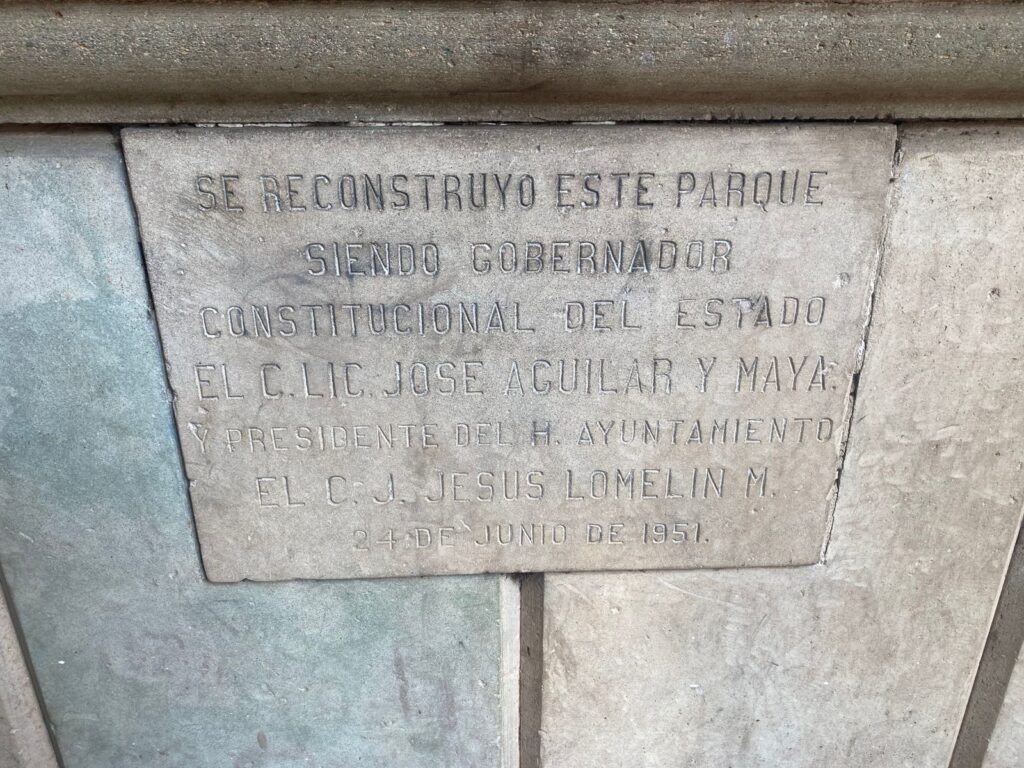 SE RECONSTRUYO ESTE PARQUE
SIENDO GOBERNADOR
CONSTITUCIONAL DEL ESTADO
EL C. LIC. JOSE AGUILAR Y MAYA.
Y PRESIDENTE DEL H. AYUNTAMIENTO
EL C. J. JESUS LOMELIN M.
24 DE JUNIO DE 1951.